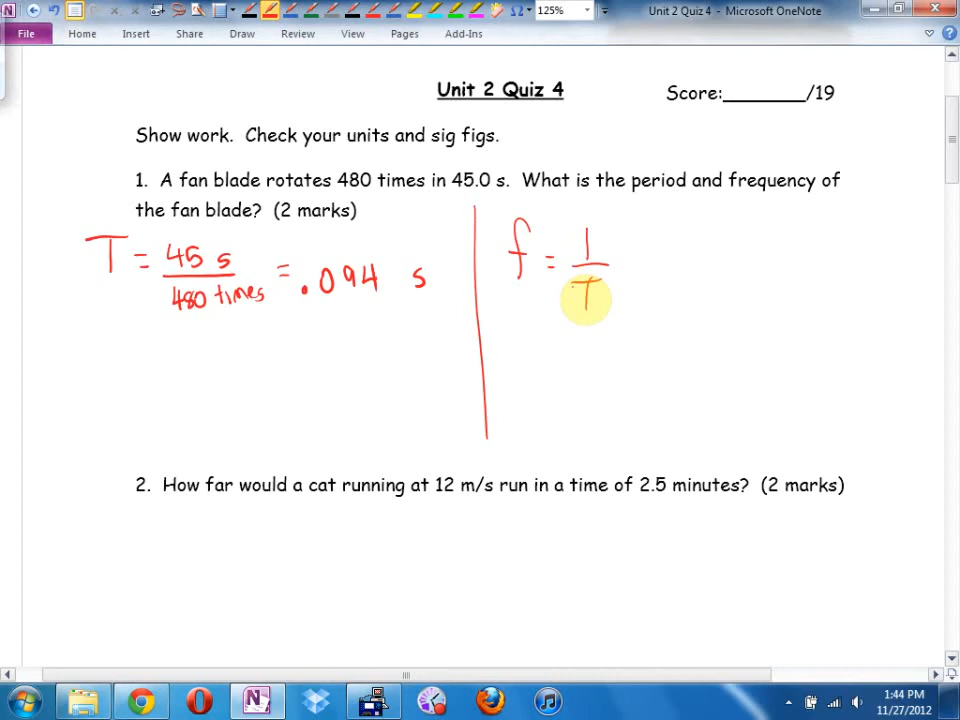 125%
Unit 2 Quiz 4 - Microsoft OneNote
File Home Insert Share Draw Review View Pages Add-Ins
Unit 2 Quiz 4 Score:_______/19
Show work. Check your units and sig figs.
1. A fan blade rotates 480 times in 45.0 s. What is the period and frequency of
the fan blade? (2 marks)
T = 45 s / 480 times = .094 s
f = 1 / T
2. How far would a cat running at 12 m/s run in a time of 2.5 minutes? (2 marks)
1:44 PM
11/27/2012